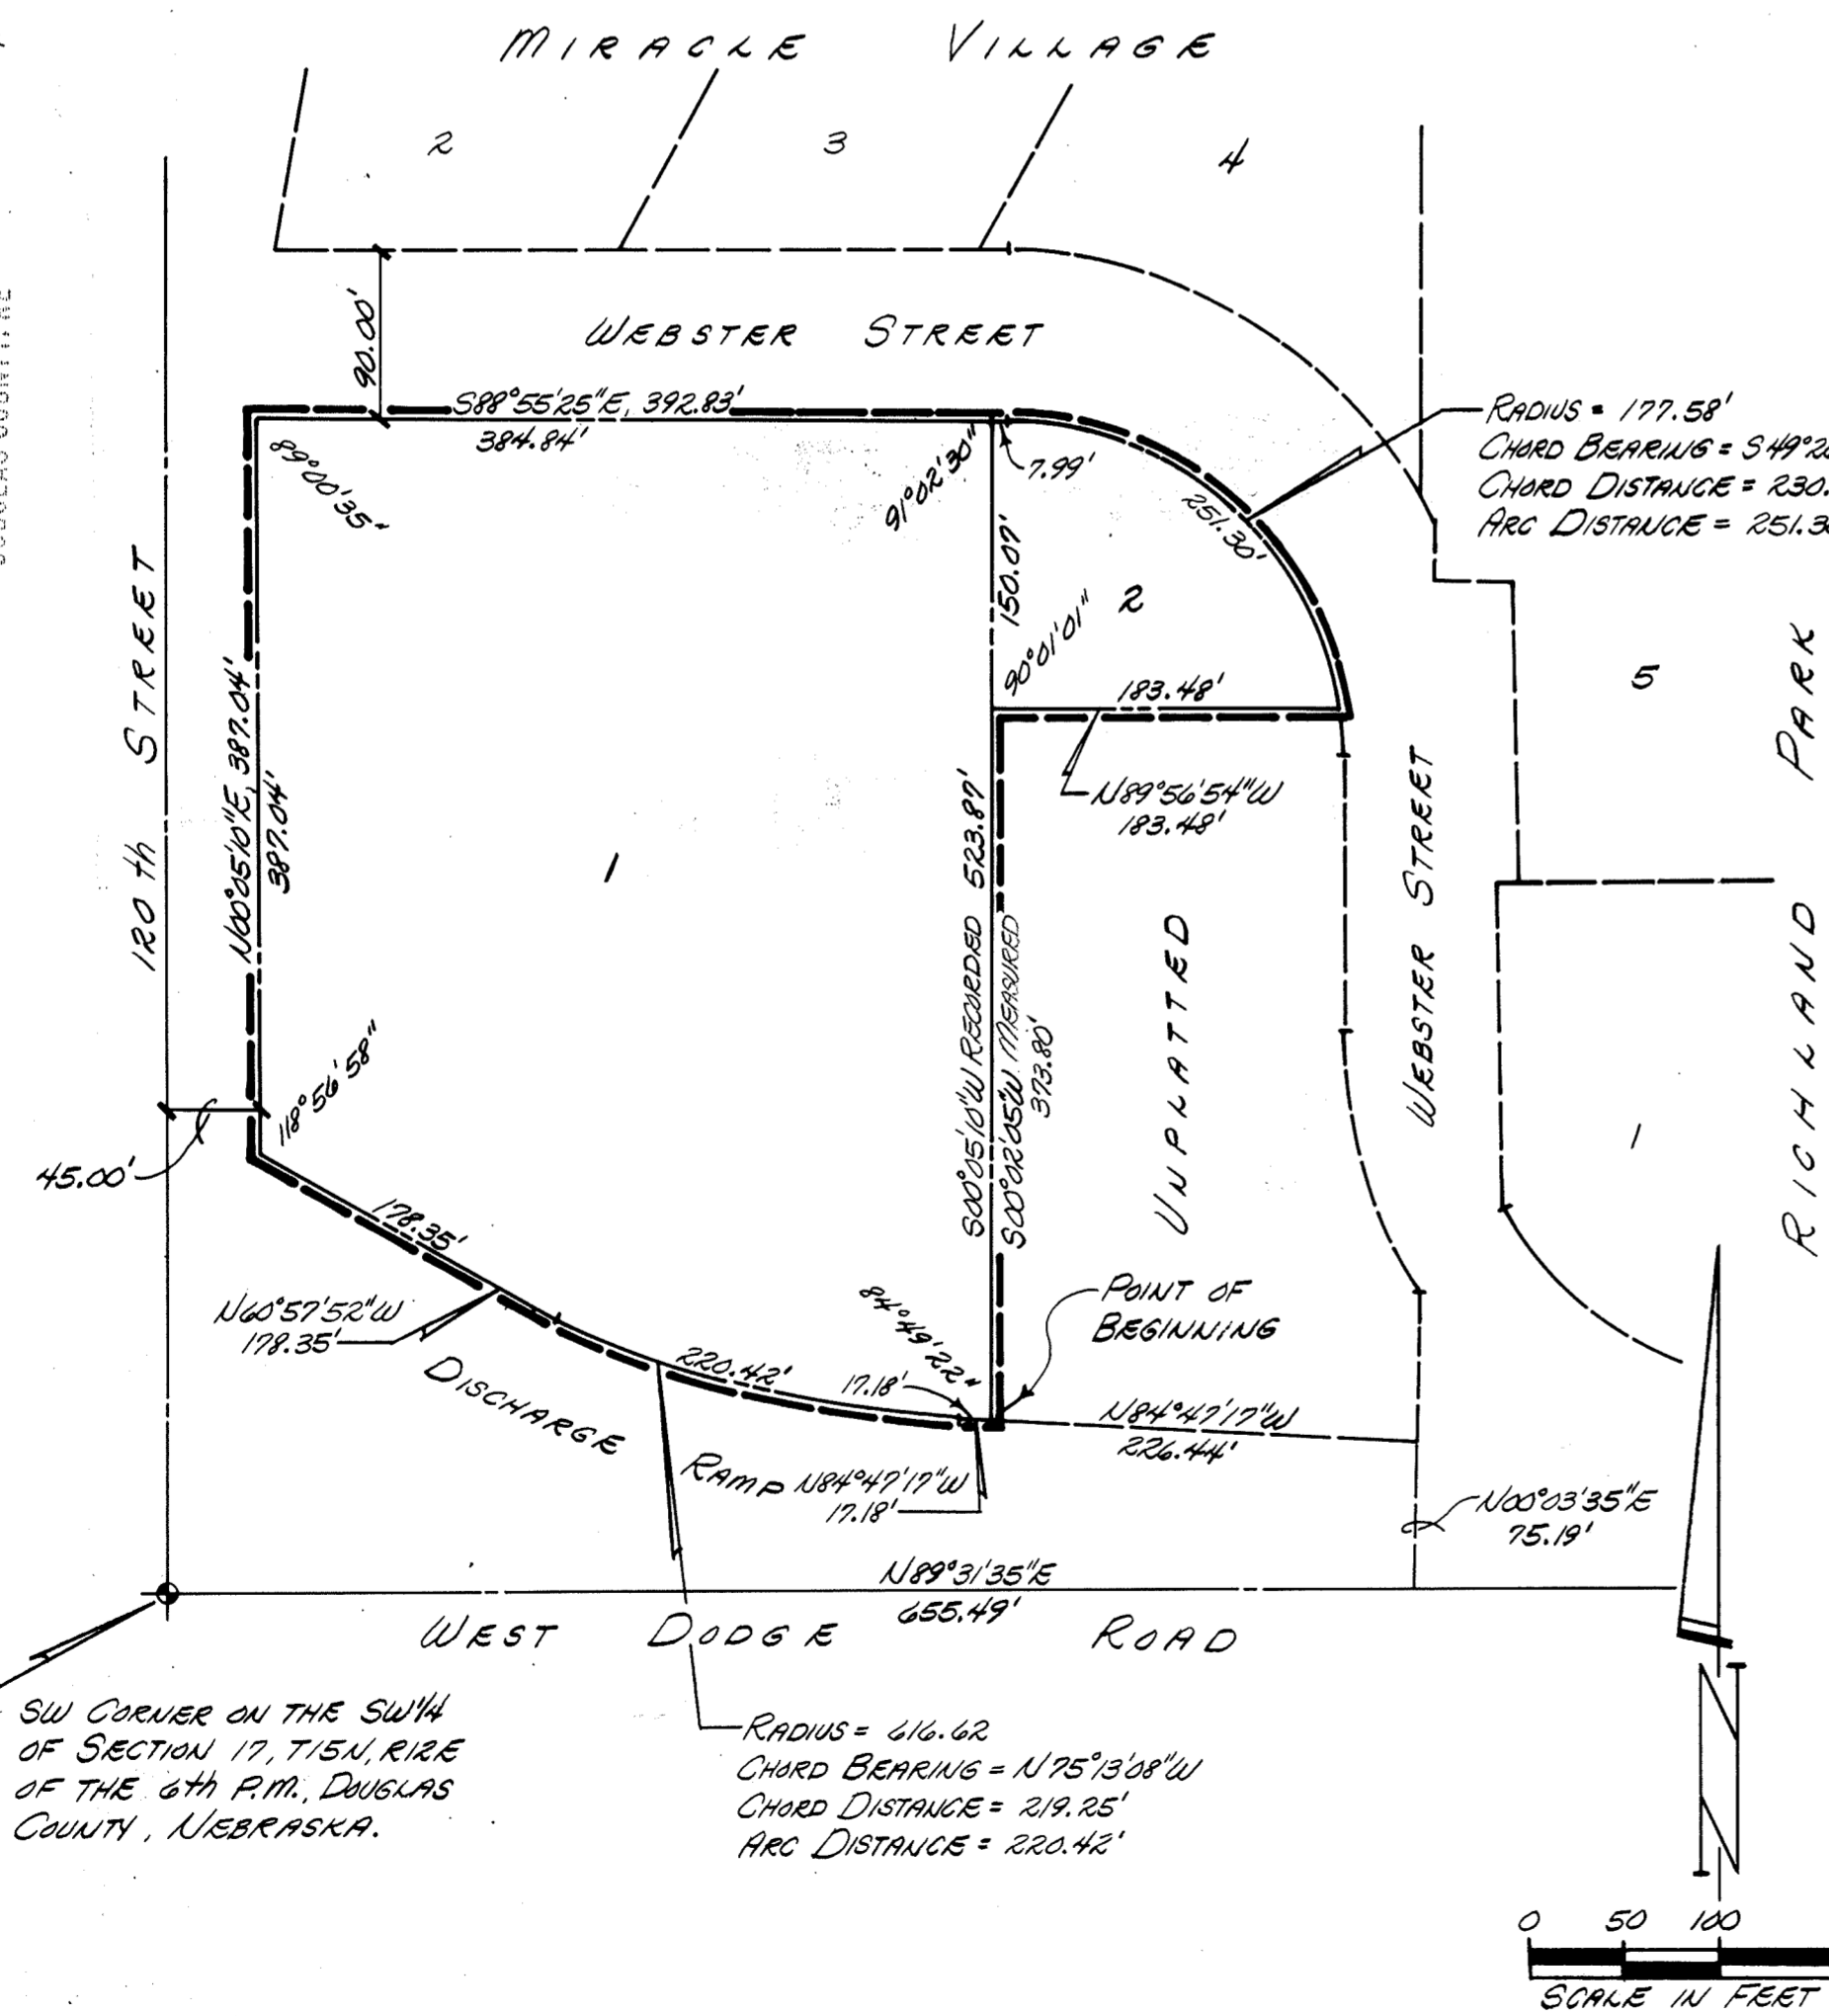 MIRACLE VILLAGE
2
3
4
90.00'
WEBSTER STREET
S88°55'25"E, 392.83'
384.84'
89°00'35"
91°02'30"
7.99'
RADIUS = 177.58'
CHORD BEARING = S49°
CHORD DISTANCE = 230.
ARC DISTANCE = 251.3
251.30'
150.07'
2
90°01'01"
183.48'
N89°56'54"W
183.48'
5
120th STREET
N00°05'10"E, 387.04'
387.04'
1
S00°05'10"W RECORDED 523.87'
S00°02'05"W MEASURED
373.80'
UNPLATTED
WEBSTER STREET
RICHLAND PARK
1
118°56'58"
45.00'
178.35'
N60°57'52"W
178.35'
84°49'22"
POINT OF
BEGINNING
220.42'
17.18'
DISCHARGE RAMP
N84°47'17"W
17.18'
N84°47'17"W
226.44'
N00°03'35"E
75.19'
N89°31'35"E
655.49'
WEST DODGE ROAD
SW CORNER ON THE SW1/4
OF SECTION 17, T15N, R12E
OF THE 6th P.M., DOUGLAS
COUNTY, NEBRASKA.
RADIUS = 616.62
CHORD BEARING = N75°13'08"W
CHORD DISTANCE = 219.25'
ARC DISTANCE = 220.42'
N
0 50 100
SCALE IN FEET